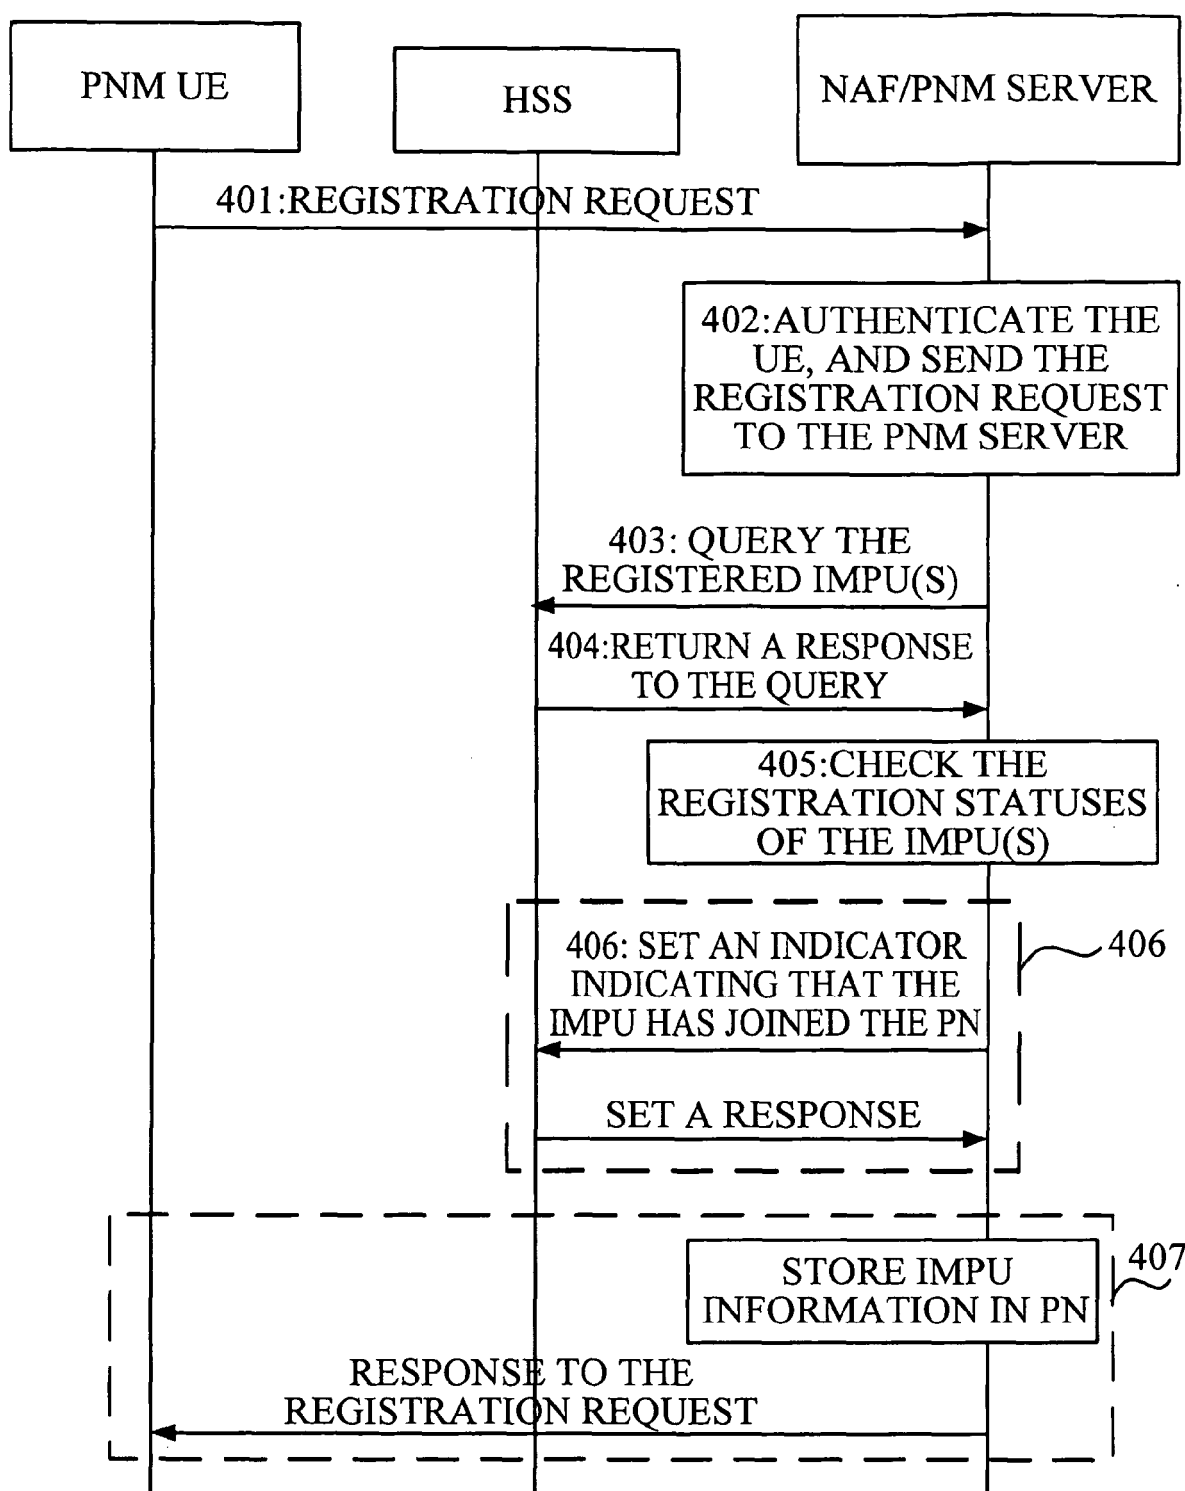 PNM UE
HSS
NAF/PNM SERVER
401:REGISTRATION REQUEST
402:AUTHENTICATE THE
UE, AND SEND THE
REGISTRATION REQUEST
TO THE PNM SERVER
403: QUERY THE
REGISTERED IMPU(S)
404:RETURN A RESPONSE
TO THE QUERY
405:CHECK THE
REGISTRATION STATUSES
OF THE IMPU(S)
406: SET AN INDICATOR
INDICATING THAT THE
IMPU HAS JOINED THE PN
406
SET A RESPONSE
STORE IMPU
INFORMATION IN PN
407
RESPONSE TO THE
REGISTRATION REQUEST